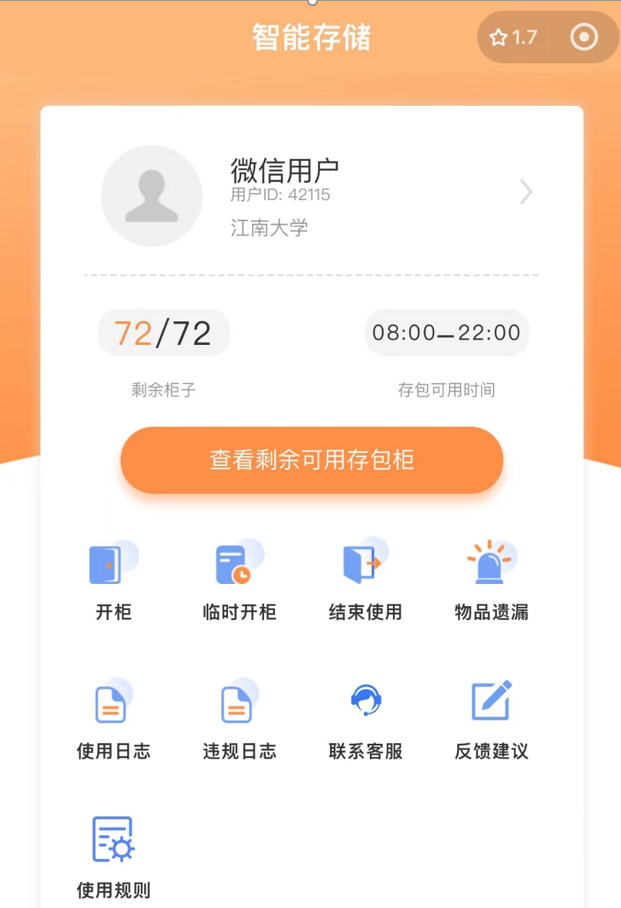 智能存储
1.7
微信用户
用户ID: 42115
江南大学
72/72
08:00—22:00
剩余柜子
存包可用时间
查看剩余可用存包柜
开柜
临时开柜
结束使用
物品遗漏
使用日志
违规日志
联系客服
反馈建议
使用规则